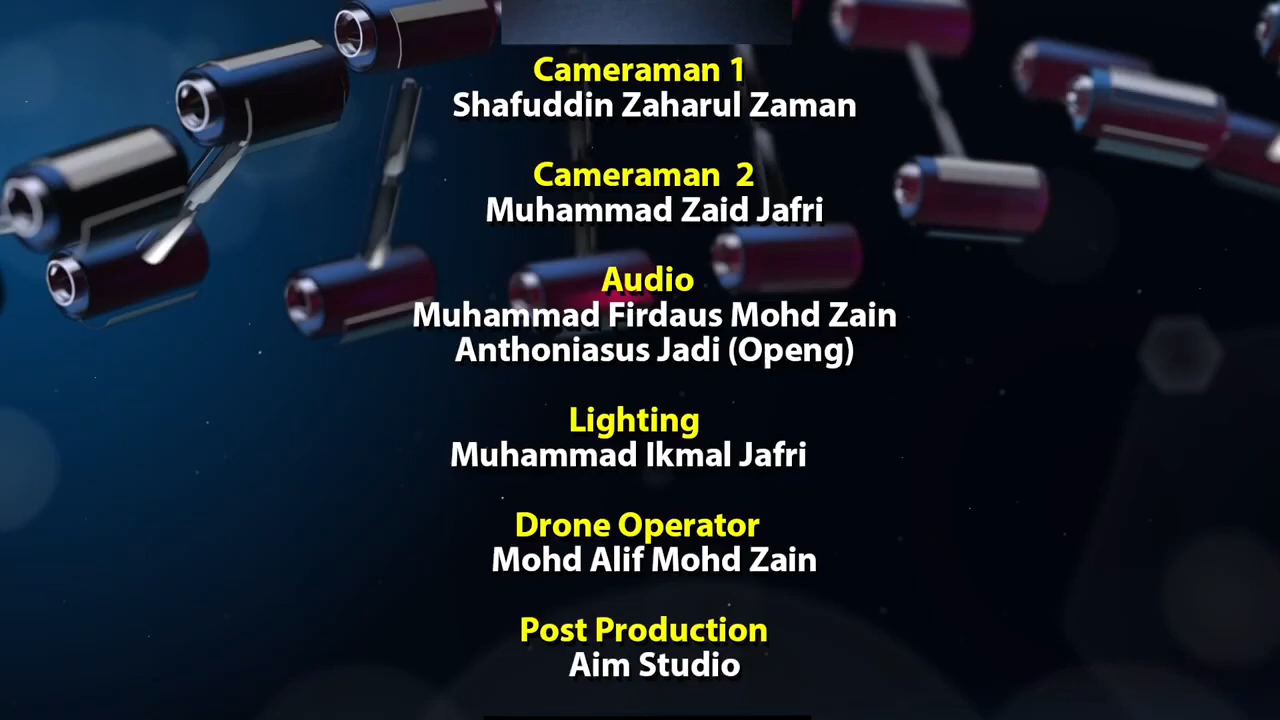 Cameraman 1
Shafuddin Zaharul Zaman
Cameraman 2
Muhammad Zaid Jafri
Audio
Muhammad Firdaus Mohd Zain
Anthoniasus Jadi (Openg)
Lighting
Muhammad Ikmal Jafri
Drone Operator
Mohd Alif Mohd Zain
Post Production
Aim Studio